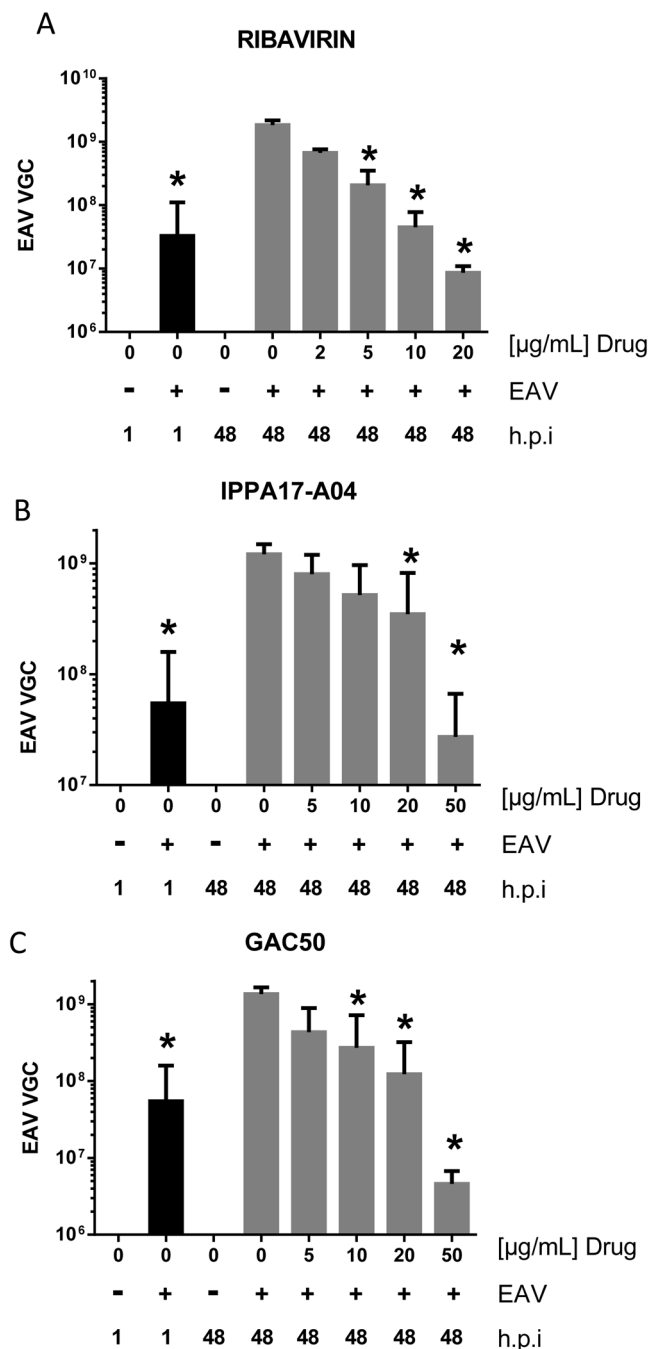 A
RIBAVIRIN
EAV VGC
10¹⁰
10⁹
10⁸
10⁷
10⁶
* * * *
0 0 0 0 2 5 10 20 [µg/mL] Drug
- + - + + + + + EAV
1 1 48 48 48 48 48 48 h.p.i
B
IPPA17-A04
EAV VGC
10⁹
10⁸
10⁷
* * *
0 0 0 0 5 10 20 50 [µg/mL] Drug
- + - + + + + + EAV
1 1 48 48 48 48 48 48 h.p.i
C
GAC50
EAV VGC
10⁹
10⁸
10⁷
10⁶
* * * *
0 0 0 0 5 10 20 50 [µg/mL] Drug
- + - + + + + + EAV
1 1 48 48 48 48 48 48 h.p.i